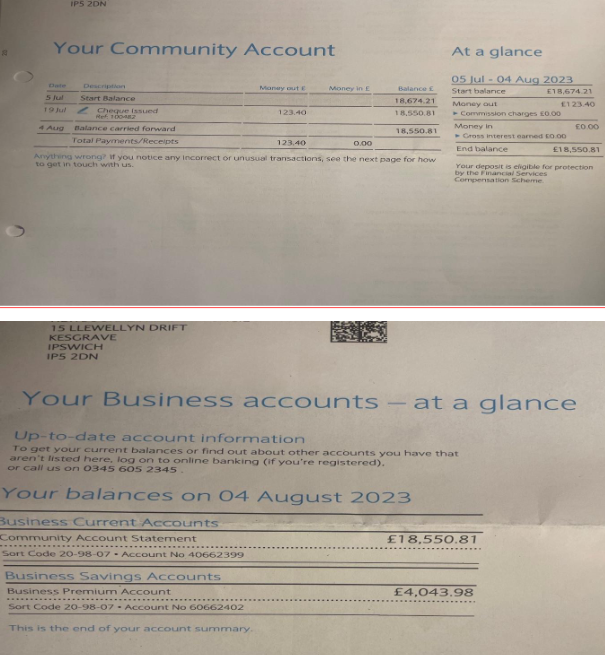 IPS 2DN
Your Community Account
Date Description Money out £ Money in £ Balance £
5 Jul Start Balance 18,674.21
19 Jul Cheque Issued 123.40 18,550.81
Ref: 100482
4 Aug Balance carried forward 18,550.81
Total Payments/Receipts 123.40 0.00
Anything wrong? If you notice any incorrect or unusual transactions, see the next page for how
to get in touch with us.
At a glance
05 Jul - 04 Aug 2023
Start balance £18,674.21
Money out £123.40
▸ Commission charges £0.00
Money in £0.00
▸ Gross interest earned £0.00
End balance £18,550.81
Your deposit is eligible for protection
by the Financial Services
Compensation Scheme.
15 LLEWELLYN DRIFT
KESGRAVE
IPSWICH
IP5 2DN
Your Business accounts – at a glance
Up-to-date account information
To get your current balances or find out about other accounts you have that
aren't listed here, log on to online banking (if you're registered),
or call us on 0345 605 2345.
Your balances on 04 August 2023
Business Current Accounts
Community Account Statement £18,550.81
Sort Code 20-98-07 • Account No 40662399
Business Savings Accounts
Business Premium Account £4,043.98
Sort Code 20-98-07 • Account No 60662402
This is the end of your account summary.